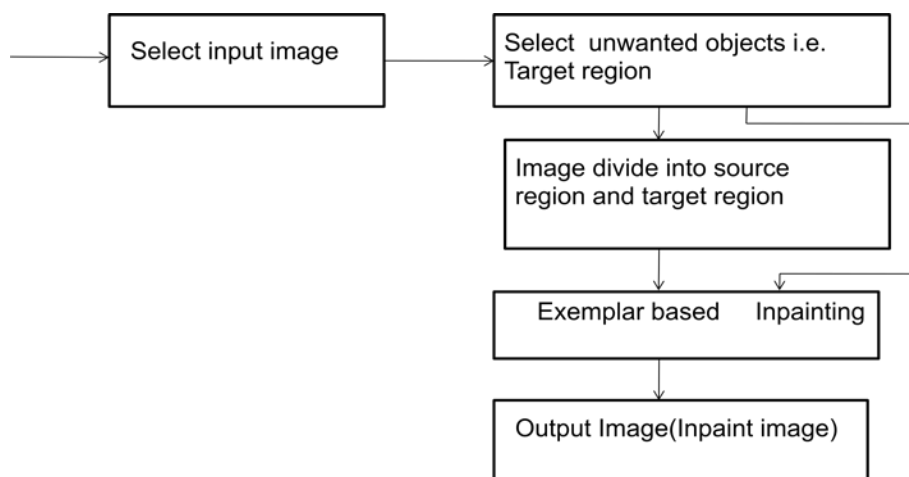 Select input image
Select unwanted objects i.e.
Target region
Image divide into source
region and target region
Exemplar based Inpainting
Output Image(Inpaint image)